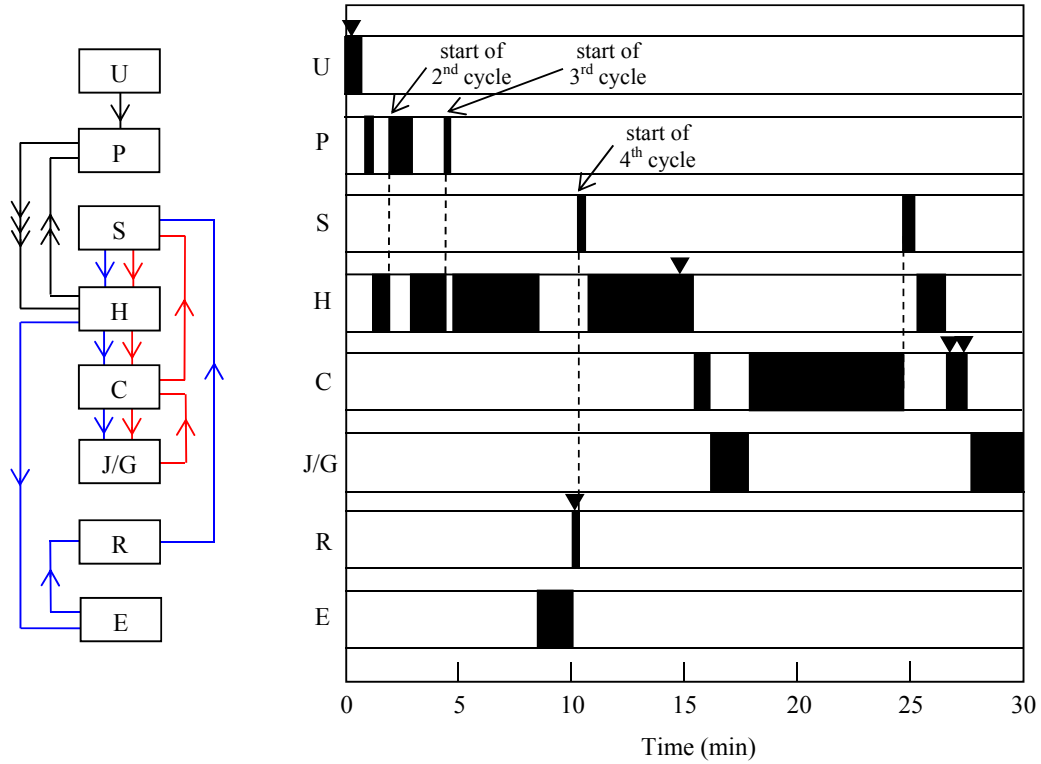 U
P
S
H
C
J/G
R
E
U
P
S
H
C
J/G
R
E
start of
2nd cycle
start of
3rd cycle
start of
4th cycle
0 5 10 15 20 25 30
Time (min)